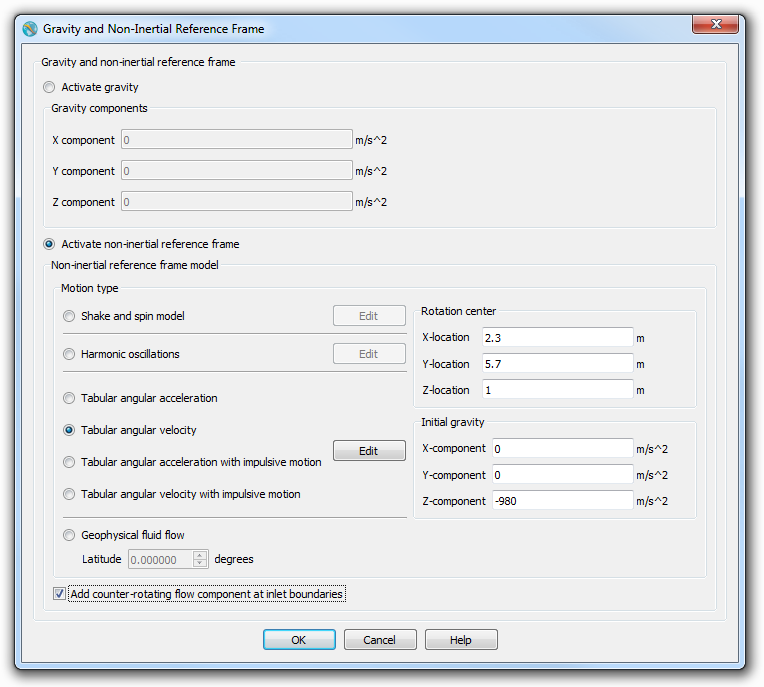 Gravity and Non-Inertial Reference Frame
Gravity and non-inertial reference frame
Activate gravity
Gravity components
X component 0 m/s^2
Y component 0 m/s^2
Z component 0 m/s^2
Activate non-inertial reference frame
Non-inertial reference frame model
Motion type
Shake and spin model Edit
Harmonic oscillations Edit
Tabular angular acceleration
Tabular angular velocity
Edit
Tabular angular acceleration with impulsive motion
Tabular angular velocity with impulsive motion
Geophysical fluid flow
Latitude 0.000000 degrees
Rotation center
X-location 2.3 m
Y-location 5.7 m
Z-location 1 m
Initial gravity
X-component 0 m/s^2
Y-component 0 m/s^2
Z-component -980 m/s^2
Add counter-rotating flow component at inlet boundaries
OK Cancel Help